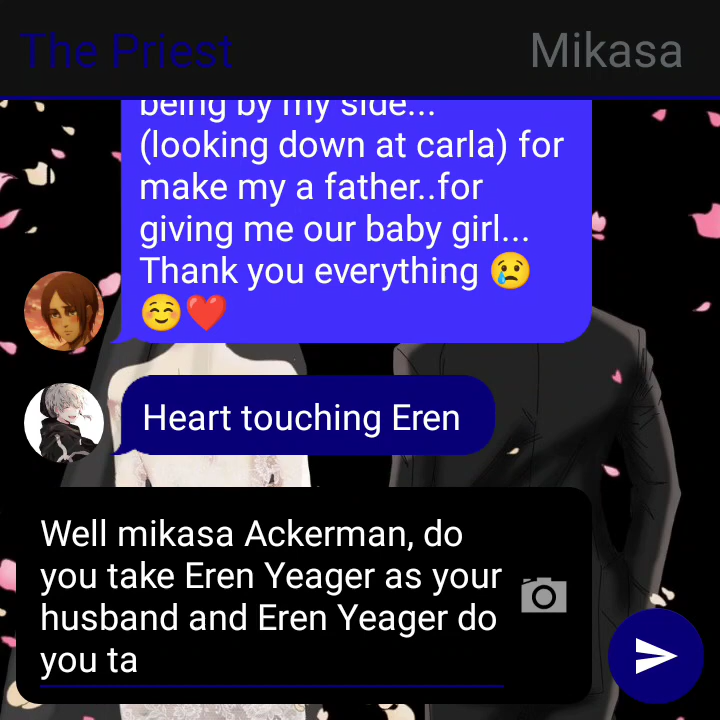 The Priest
Mikasa
being by my side...
(looking down at carla) for
make my a father..for
giving me our baby girl...
Thank you everything 😢
☺️❤️
Heart touching Eren
Well mikasa Ackerman, do
you take Eren Yeager as your
husband and Eren Yeager do
you ta